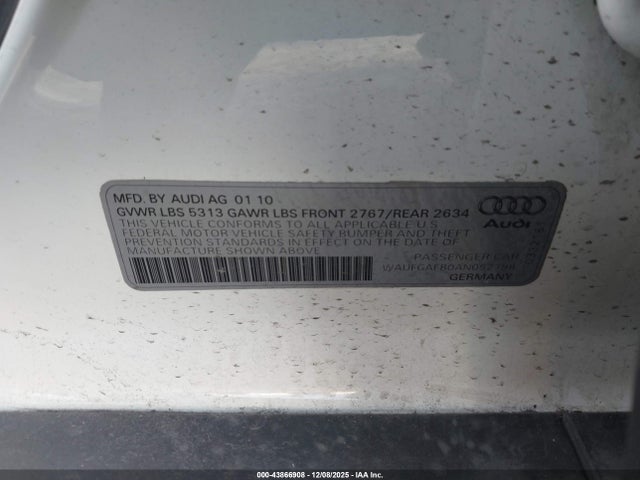 MFD. BY AUDI AG 01 10
GVWR LBS 5313 GAWR LBS FRONT 2767/REAR 2634
THIS VEHICLE CONFORMS TO ALL APPLICABLE U.S.
FEDERAL MOTOR VEHICLE SAFETY BUMPER AND THEFT
PREVENTION STANDARDS IN EFFECT ON THE DATE OF
MANUFACTURE SHOWN ABOVE
Audi
PASSENGER CAR
GERMANY
000-43866908 - 12/08/2025 - IAA Inc.